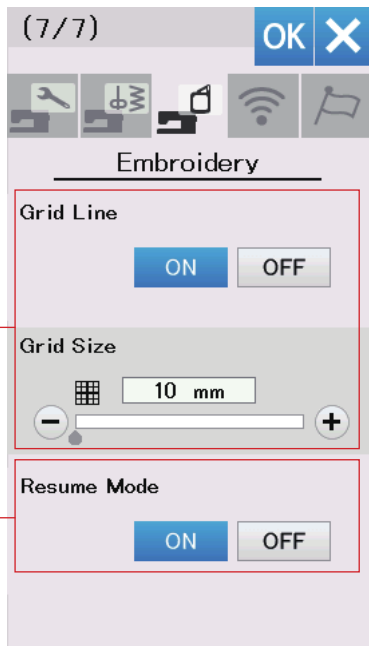 (7/7) OK
Embroidery
Grid Line
ON OFF
Grid Size
10 mm
Resume Mode
ON OFF